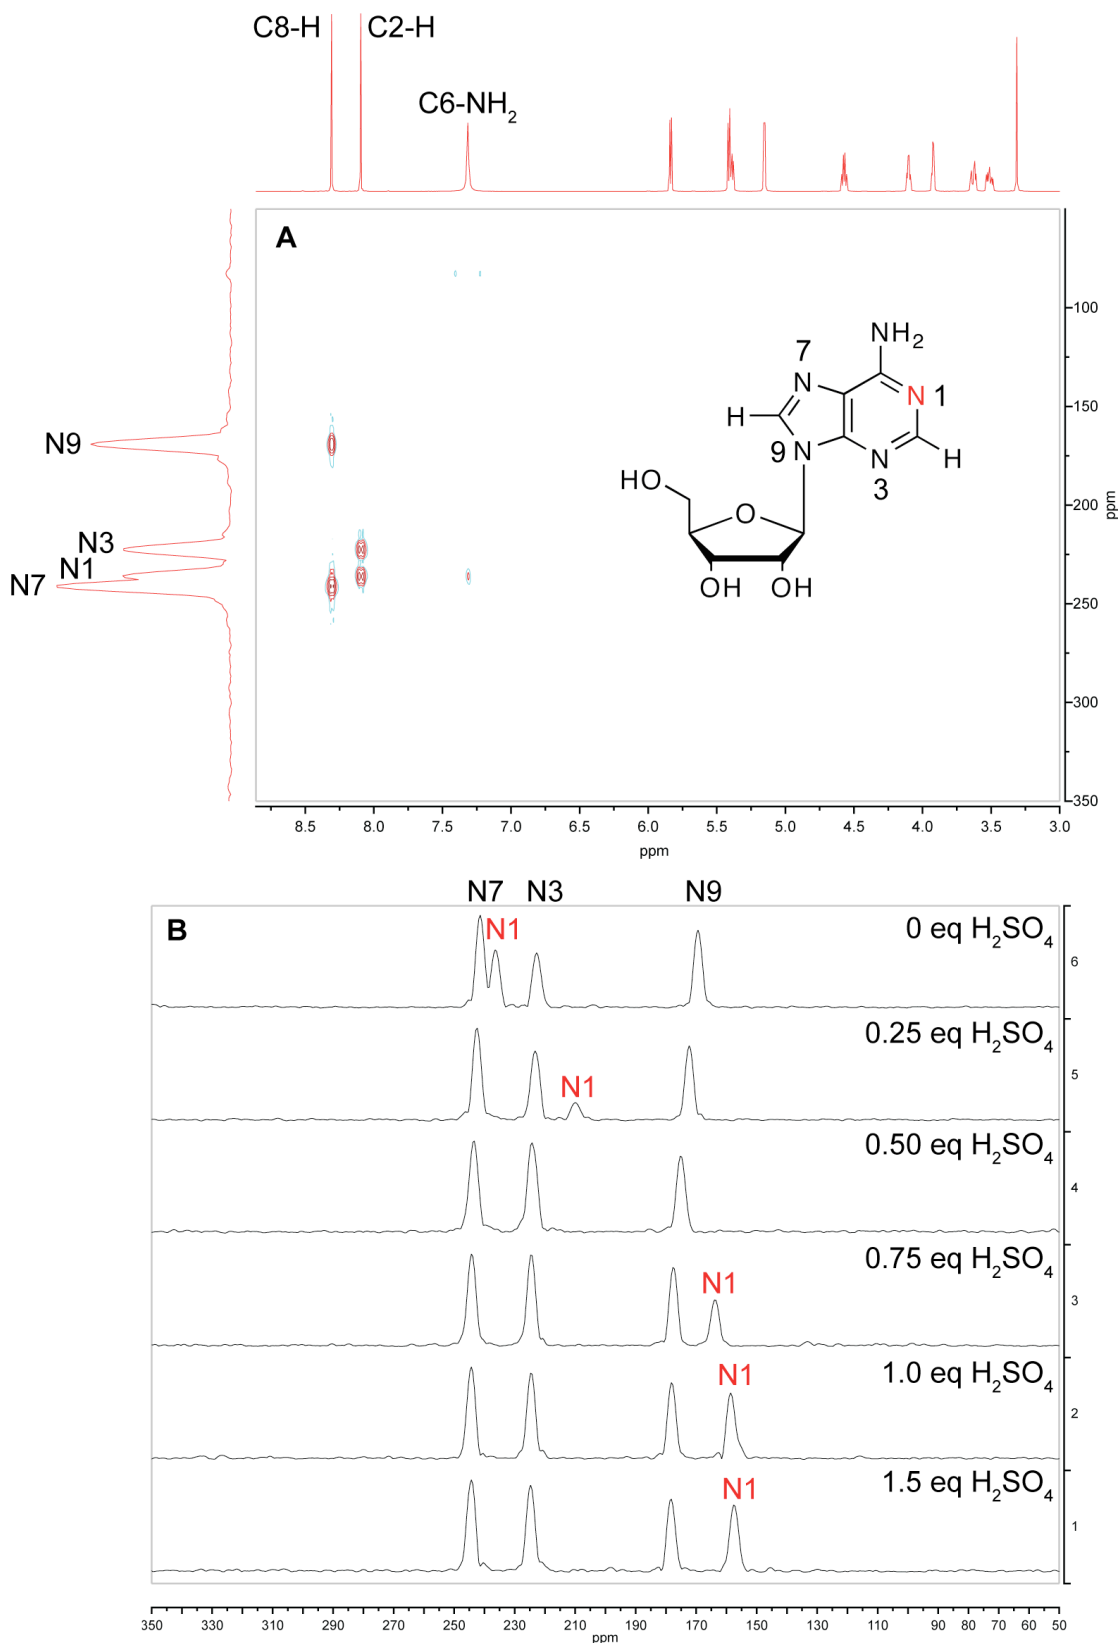 C8-H C2-H
C6-NH2
A
N9
N3
N1
N7
100
150
200
250
300
350
ppm
NH2
7
N
N 1
H
N
9
N
3
H
HO
O
OH OH
8.5 8.0 7.5 7.0 6.5 6.0 5.5 5.0 4.5 4.0 3.5 3.0
ppm
N7 N3 N9
B
N1
0 eq H2SO4
6
0.25 eq H2SO4
N1
5
0.50 eq H2SO4
4
0.75 eq H2SO4
N1
3
1.0 eq H2SO4
N1
2
1.5 eq H2SO4
N1
1
350 330 310 290 270 250 230 210 190 170 150 130 110 90 80 70 60 50
ppm